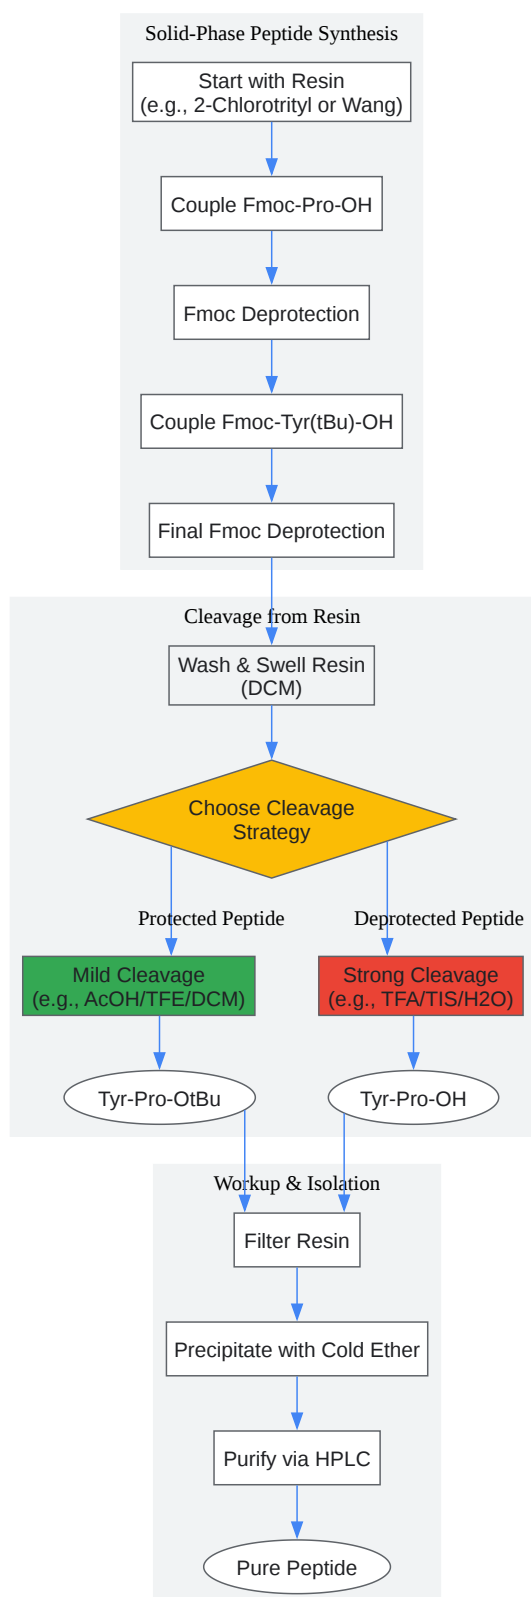 Solid-Phase Peptide Synthesis
Start with Resin
(e.g., 2-Chlorotrityl or Wang)
Couple Fmoc-Pro-OH
Fmoc Deprotection
Couple Fmoc-Tyr(tBu)-OH
Final Fmoc Deprotection
Cleavage from Resin
Wash & Swell Resin
(DCM)
Choose Cleavage
Strategy
Protected Peptide
Deprotected Peptide
Mild Cleavage
(e.g., AcOH/TFE/DCM)
Strong Cleavage
(e.g., TFA/TIS/H2O)
Tyr-Pro-OtBu
Tyr-Pro-OH
Workup & Isolation
Filter Resin
Precipitate with Cold Ether
Purify via HPLC
Pure Peptide